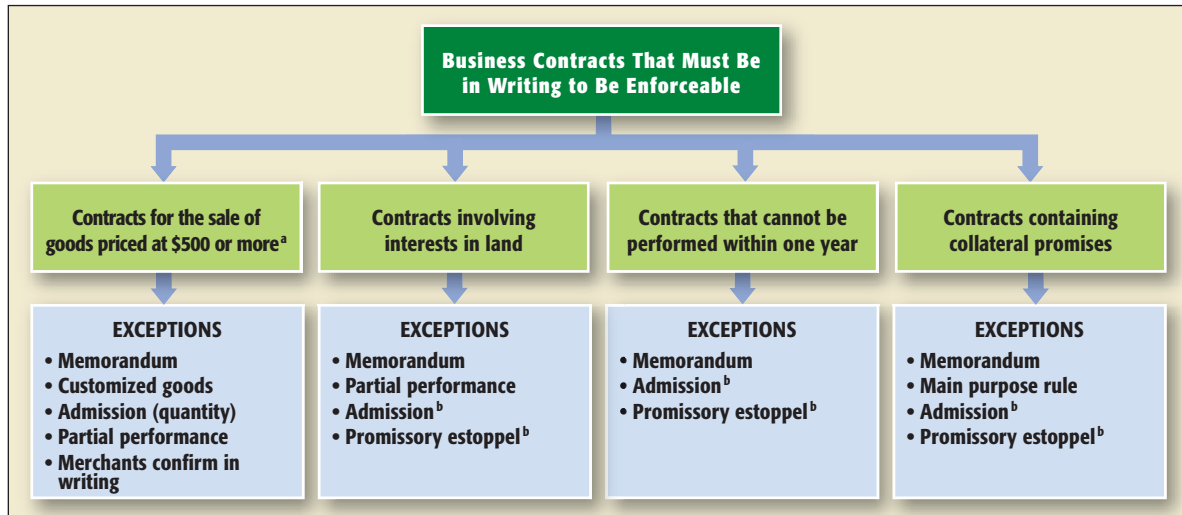 Business Contracts That Must Be
in Writing to Be Enforceable
Contracts for the sale of
goods priced at $500 or more a
Contracts involving
interests in land
Contracts that cannot be
performed within one year
Contracts containing
collateral promises
EXCEPTIONS
• Memorandum
• Customized goods
• Admission (quantity)
• Partial performance
• Merchants confirm in
writing
EXCEPTIONS
• Memorandum
• Partial performance
• Admission b
• Promissory estoppel b
EXCEPTIONS
• Memorandum
• Admission b
• Promissory estoppel b
EXCEPTIONS
• Memorandum
• Main purpose rule
• Admission b
• Promissory estoppel b